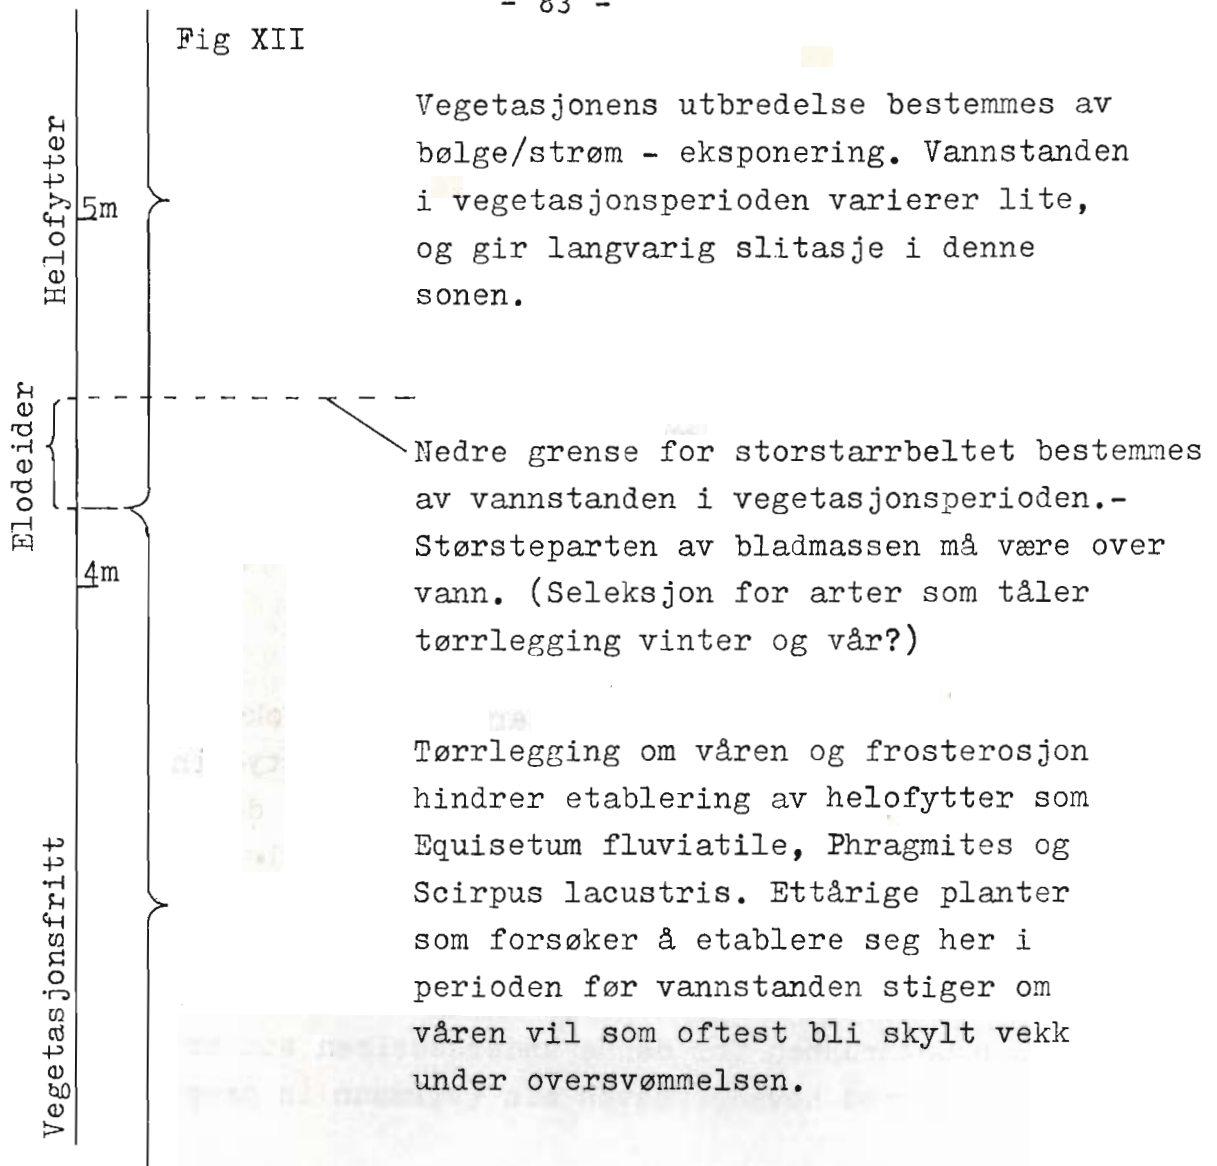 - 83 -
Fig XII
Helofytter
5m
Vegetasjonens utbredelse bestemmes av
bølge/strøm - eksponering. Vannstanden
i vegetasjonsperioden varierer lite,
og gir langvarig slitasje i denne
sonen.
Elodeider
4m
Nedre grense for storstarrbeltet bestemmes
av vannstanden i vegetasjonsperioden.-
Størsteparten av bladmassen må være over
vann. (Seleksjon for arter som tåler
tørrlegging vinter og vår?)
Vegetasjonsfritt
Tørrlegging om våren og frosterosjon
hindrer etablering av helofytter som
Equisetum fluviatile, Phragmites og
Scirpus lacustris. Ettårige planter
som forsøker å etablere seg her i
perioden før vannstanden stiger om
våren vil som oftest bli skylt vekk
under oversvømmelsen.